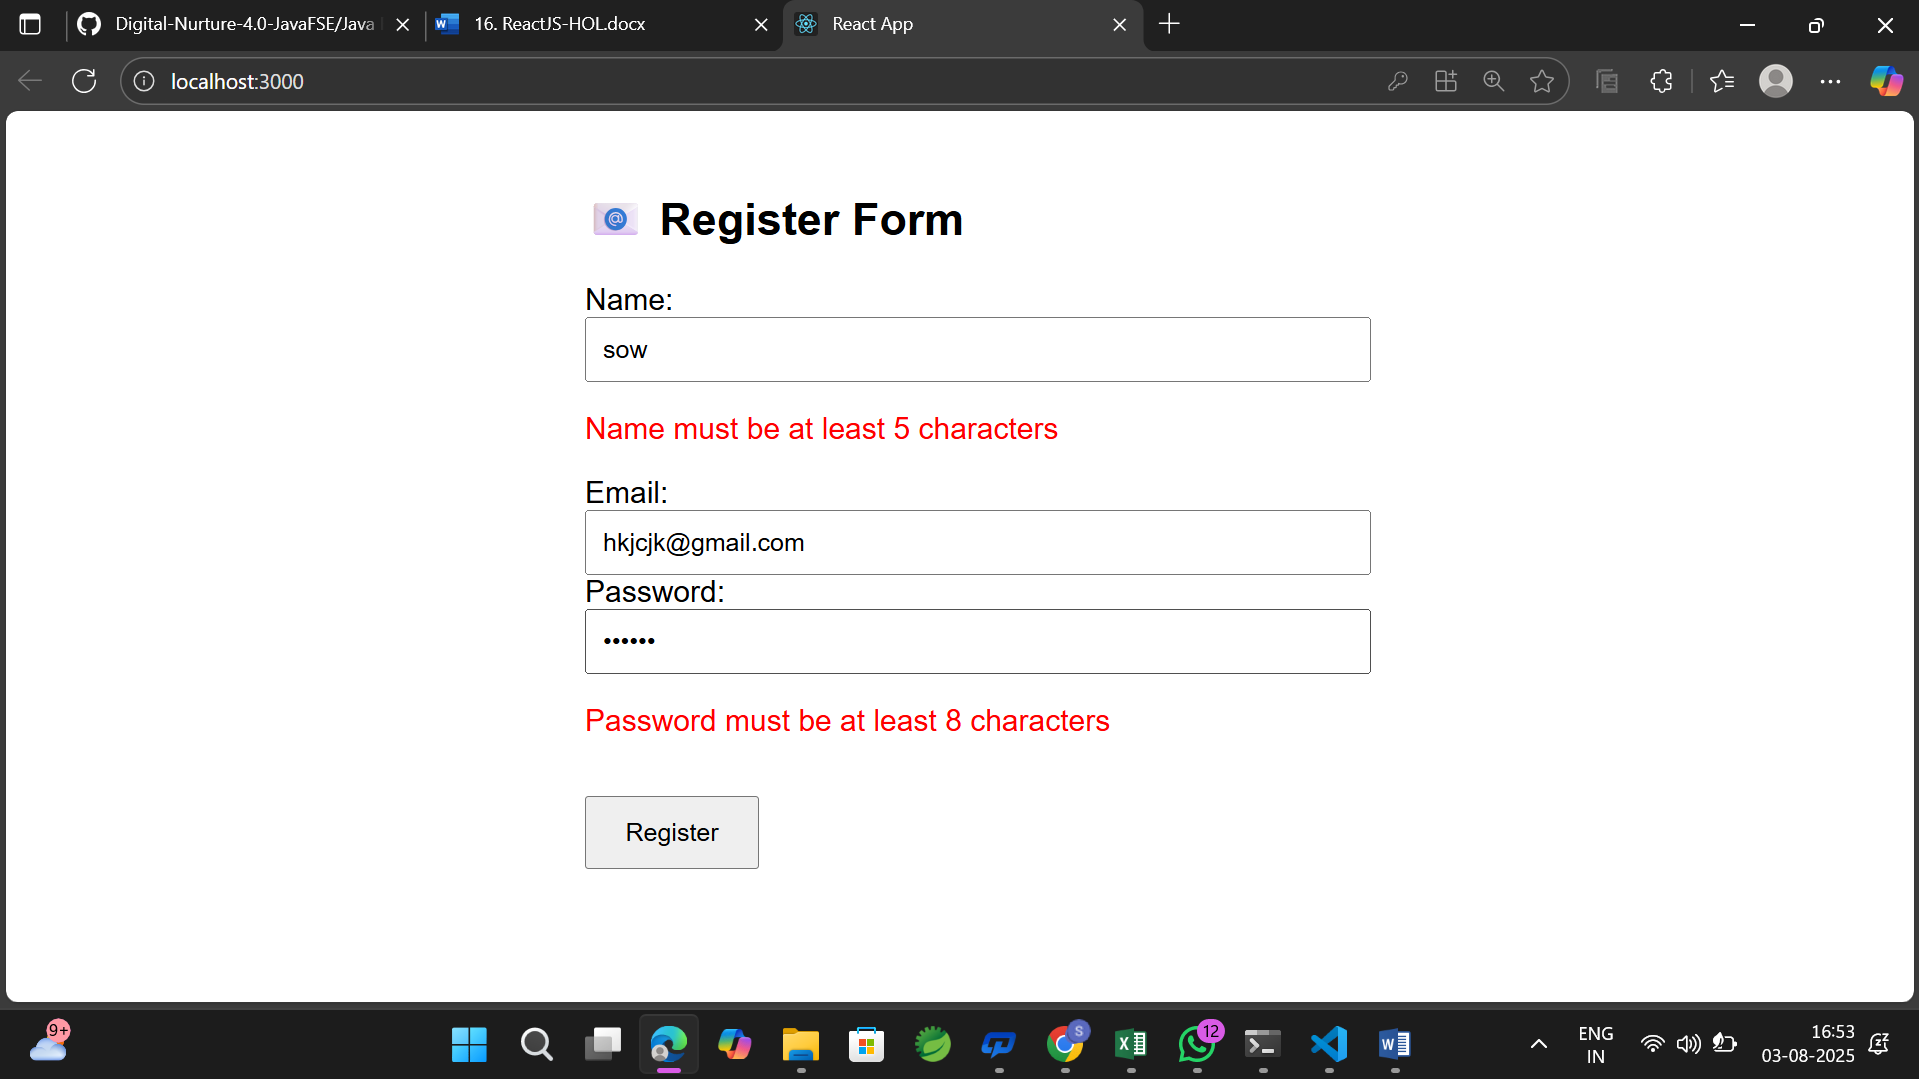 Digital-Nurture-4.0-JavaFSE/Java
16. ReactJS-HOL.docx
React App
localhost:3000
Register Form
Name:
sow
Name must be at least 5 characters
Email:
hkjcjk@gmail.com
Password:
••••••
Password must be at least 8 characters
Register
9+
S
12
ENG
IN
16:53
03-08-2025